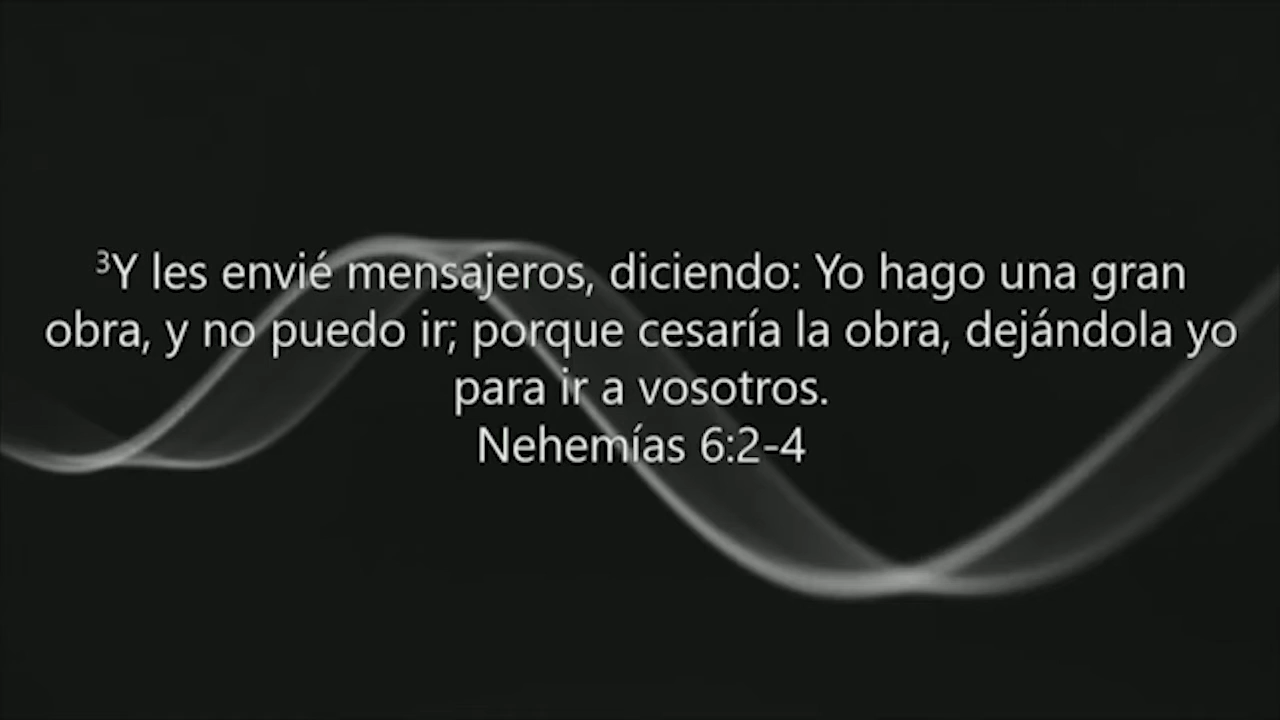 ³Y les envié mensajeros, diciendo: Yo hago una gran
obra, y no puedo ir; porque cesaría la obra, dejándola yo
para ir a vosotros.
Nehemías 6:2-4